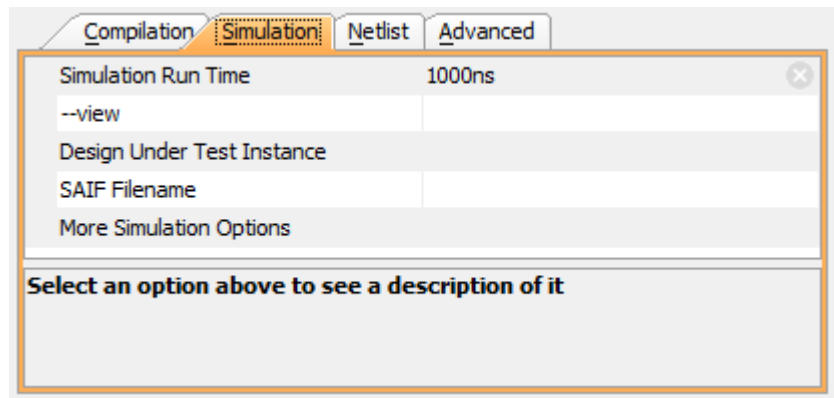 Compilation Simulation Netlist Advanced
Simulation Run Time 1000ns
--view
Design Under Test Instance
SAIF Filename
More Simulation Options
Select an option above to see a description of it